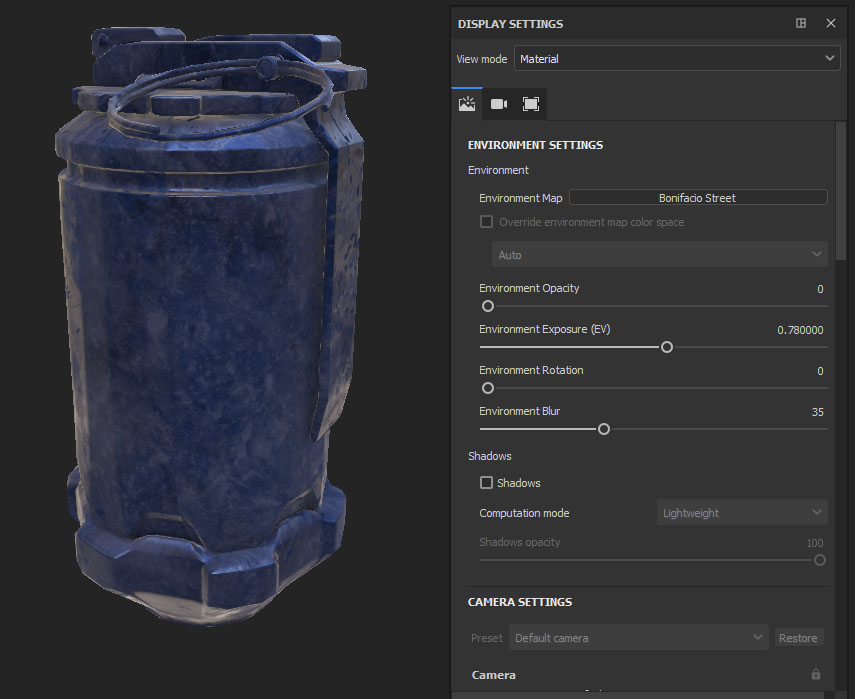 DISPLAY SETTINGS
View mode Material
ENVIRONMENT SETTINGS
Environment
Environment Map Bonifacio Street
Override environment map color space
Auto
Environment Opacity 0
Environment Exposure (EV) 0.780000
Environment Rotation 0
Environment Blur 35
Shadows
Shadows
Computation mode Lightweight
Shadows opacity 100
CAMERA SETTINGS
Preset Default camera Restore
Camera